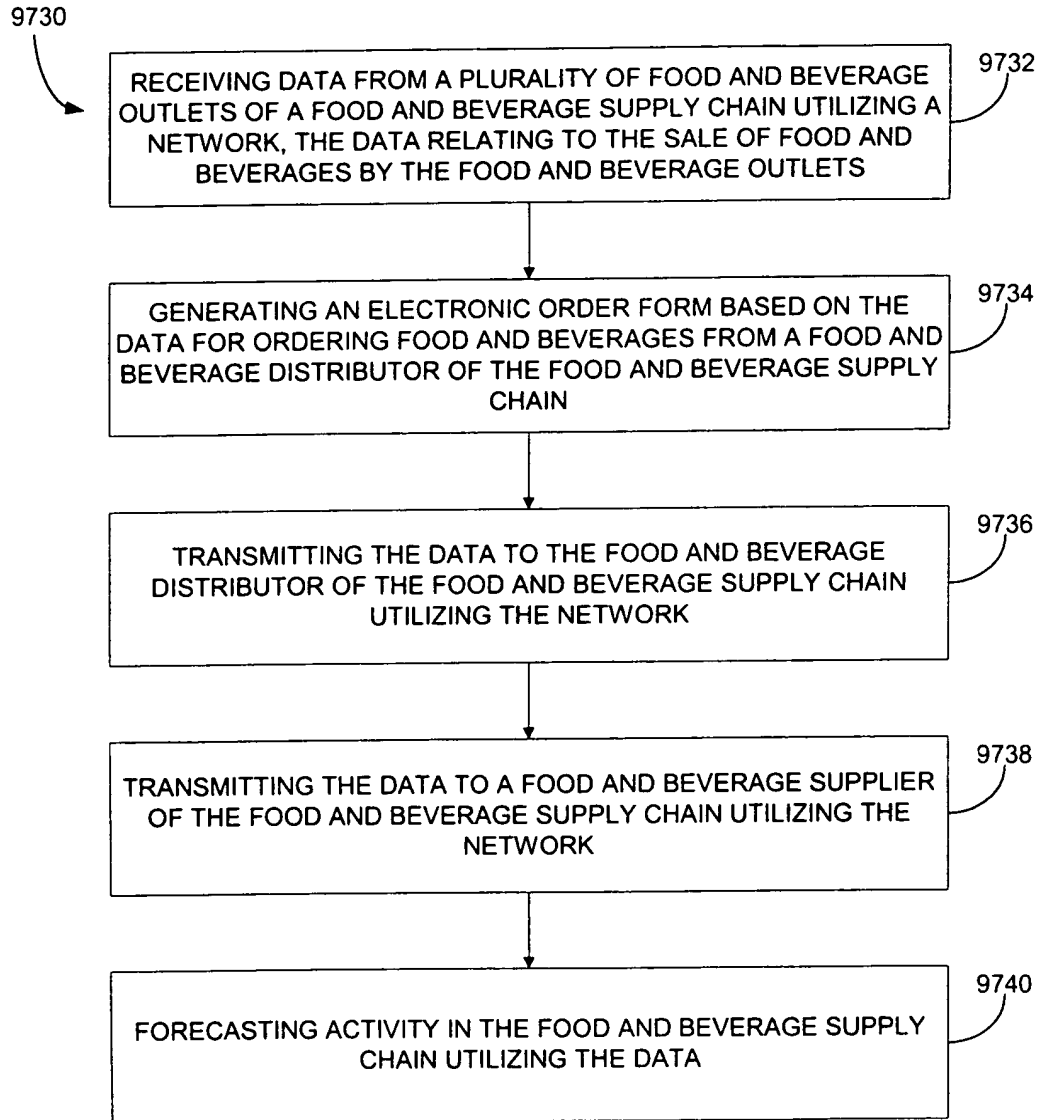 9730
RECEIVING DATA FROM A PLURALITY OF FOOD AND BEVERAGE
OUTLETS OF A FOOD AND BEVERAGE SUPPLY CHAIN UTILIZING A
NETWORK, THE DATA RELATING TO THE SALE OF FOOD AND
BEVERAGES BY THE FOOD AND BEVERAGE OUTLETS
9732
GENERATING AN ELECTRONIC ORDER FORM BASED ON THE
DATA FOR ORDERING FOOD AND BEVERAGES FROM A FOOD AND
BEVERAGE DISTRIBUTOR OF THE FOOD AND BEVERAGE SUPPLY
CHAIN
9734
TRANSMITTING THE DATA TO THE FOOD AND BEVERAGE
DISTRIBUTOR OF THE FOOD AND BEVERAGE SUPPLY CHAIN
UTILIZING THE NETWORK
9736
TRANSMITTING THE DATA TO A FOOD AND BEVERAGE SUPPLIER
OF THE FOOD AND BEVERAGE SUPPLY CHAIN UTILIZING THE
NETWORK
9738
FORECASTING ACTIVITY IN THE FOOD AND BEVERAGE SUPPLY
CHAIN UTILIZING THE DATA
9740